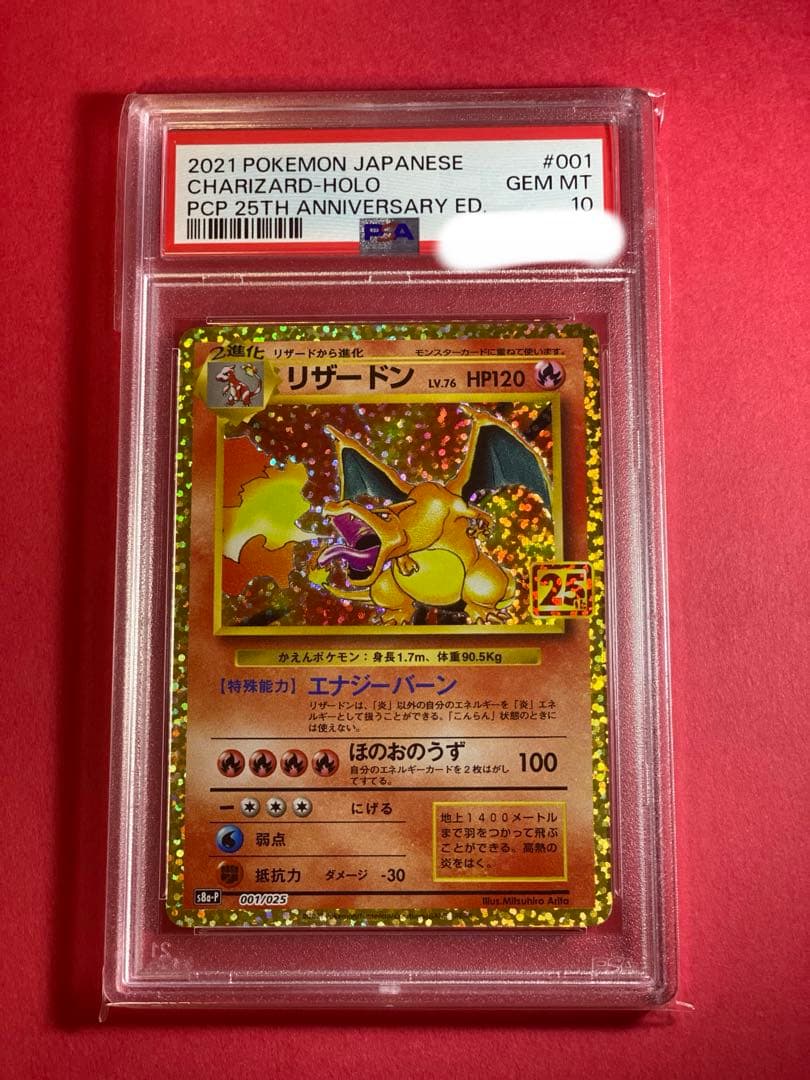 2021 POKEMON JAPANESE #001
CHARIZARD-HOLO GEM MT
PCP 25TH ANNIVERSARY ED. 10
PSA
2進化 リザードから進化 モンスターカードに重ねて使います。
リザードン LV.76 HP120
25th
かえんポケモン:身長1.7m、体重90.5Kg
【特殊能力】エナジーバーン
リザードンは、「炎」以外の自分のエネルギーを「炎」エネ
ルギーとして扱うことができる。「こんらん」状態のときに
は使えない。
ほのおのうず 100
自分のエネルギーカードを2枚はがし
てすてる。
ー にげる
弱点
抵抗力 ダメージ -30
地上1400メートル
まで羽をつかって飛ぶ
ことができる。高熱の
炎をはく。
s8a-P 001/025 Illus.Mitsuhiro Arita
PSA